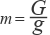 m = G/g